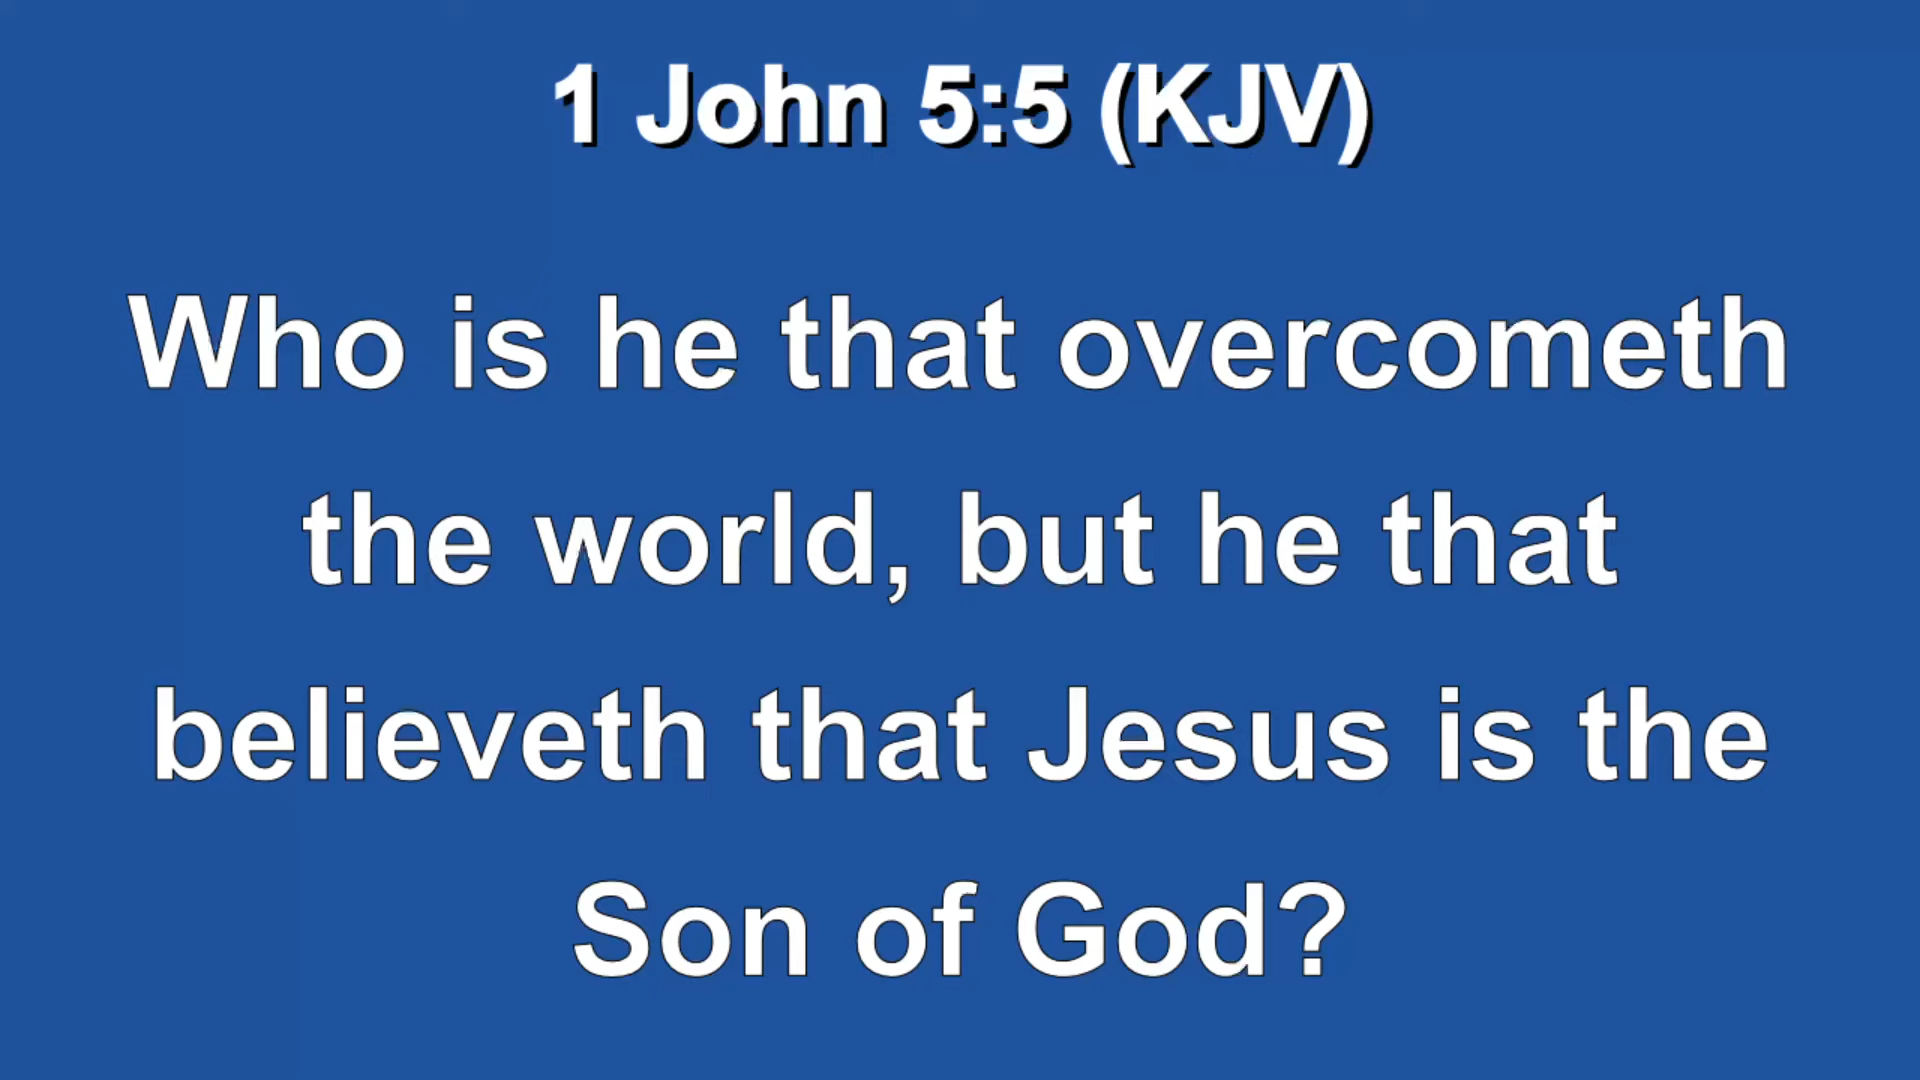 1 John 5:5 (KJV)
Who is he that overcometh
the world, but he that
believeth that Jesus is the
Son of God?